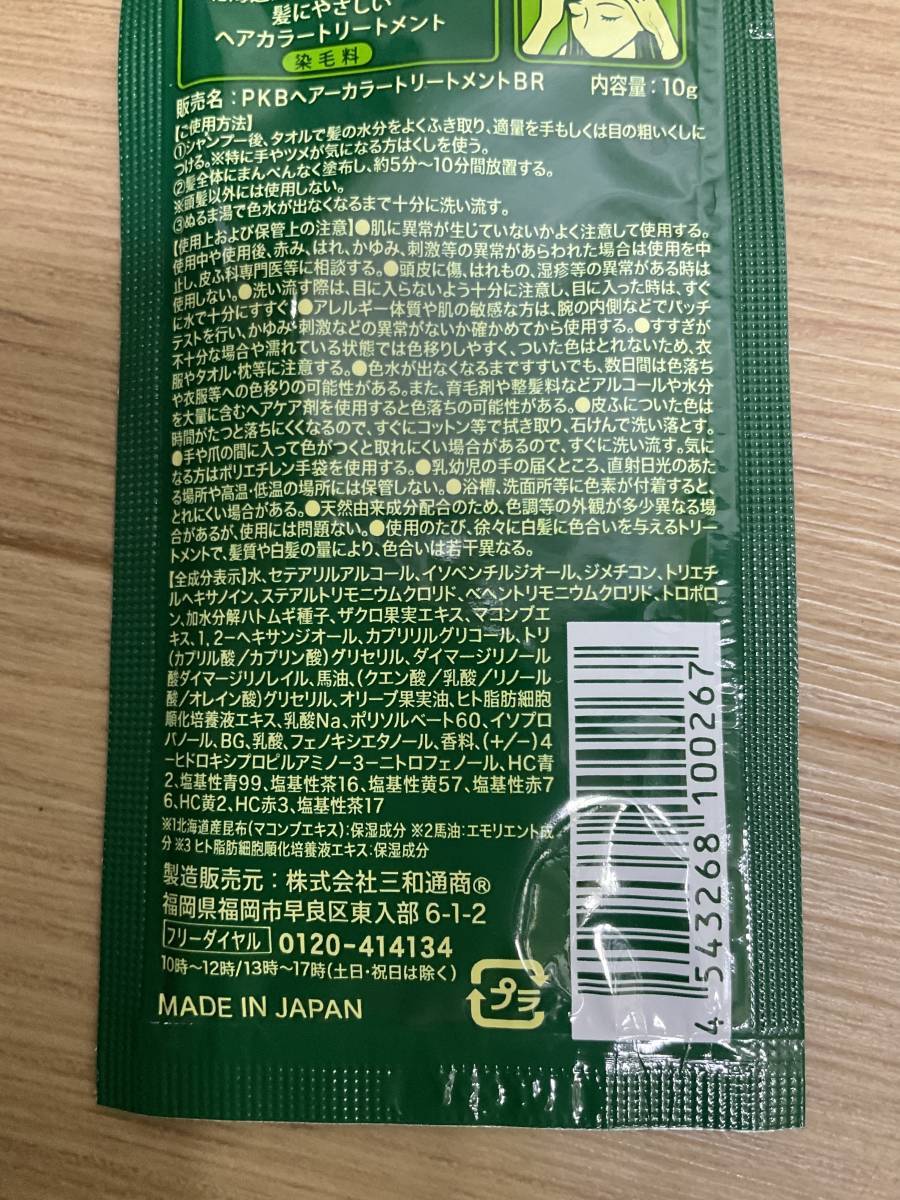 髪にやさしい
ヘアカラートリートメント
染毛料
販売名：PKBヘアーカラートリートメントBR 内容量：10g
【ご使用方法】
①シャンプー後、タオルで髪の水分をよくふき取り、適量を手もしくは目の粗いくしに
つける。※特に手やツメが気になる方はくしを使う。
②髪全体にまんべんなく塗布し、約5分～10分間放置する。
※頭髪以外には使用しない。
③ぬるま湯で色水が出なくなるまで十分に洗い流す。
【使用上および保管上の注意】●肌に異常が生じていないかよく注意して使用する。
使用中や使用後、赤み、はれ、かゆみ、刺激等の異常があらわれた場合は使用を中
止し、皮ふ科専門医等に相談する。●頭皮に傷、はれもの、湿疹等の異常がある時は
使用しない。●洗い流す際は、目に入らないよう十分に注意し、目に入った時は、すぐ
に水で十分にすすぐ。●アレルギー体質や肌の敏感な方は、腕の内側などでパッチ
テストを行い、かゆみ・刺激などの異常がないか確かめてから使用する。●すすぎが
不十分な場合や濡れている状態では色移りしやすく、ついた色はとれないため、衣
服やタオル・枕等に注意する。●色水が出なくなるまですすいでも、数日間は色落ち
や衣服等への色移りの可能性がある。また、育毛剤や整髪料などアルコールや水分
を大量に含むヘアケア剤を使用すると色落ちの可能性がある。●皮ふについた色は
時間がたつと落ちにくくなるので、すぐにコットン等で拭き取り、石けんで洗い落とす。
●手や爪の間に入って色がつくと取れにくい場合があるので、すぐに洗い流す。気に
なる方はポリエチレン手袋を使用する。●乳幼児の手の届くところ、直射日光のあた
る場所や高温・低温の場所には保管しない。●浴槽、洗面所等に色素が付着すると、
とれにくい場合がある。●天然由来成分配合のため、色調等の外観が多少異なる場
合があるが、使用には問題ない。●使用のたび、徐々に白髪に色合いを与えるトリー
トメントで、髪質や白髪の量により、色合いは若干異なる。
【全成分表示】水、セテアリルアルコール、イソペンチルジオール、ジメチコン、トリエチ
ルヘキサノイン、ステアルトリモニウムクロリド、ベヘントリモニウムクロリド、トロポロ
ン、加水分解ハトムギ種子、ザクロ果実エキス、マコンブエ
キス、1，2－ヘキサンジオール、カプリリルグリコール、トリ
（カプリル酸／カプリン酸）グリセリル、ダイマージリノール
酸ダイマージリノレイル、馬油、（クエン酸／乳酸／リノール
酸／オレイン酸）グリセリル、オリーブ果実油、ヒト脂肪細胞
順化培養液エキス、乳酸Na、ポリソルベート60、イソプロ
パノール、BG、乳酸、フェノキシエタノール、香料、（＋/－）4
－ヒドロキシプロピルアミノ－3－ニトロフェノール、HC青
2、塩基性青99、塩基性茶16、塩基性黄57、塩基性赤7
6、HC黄2、HC赤3、塩基性茶17
※1北海道産昆布（マコンブエキス）：保湿成分 ※2馬油：エモリエント成
分 ※3 ヒト脂肪細胞順化培養液エキス：保湿成分
製造販売元：株式会社三和通商®
福岡県福岡市早良区東入部 6-1-2
フリーダイヤル 0120-414134
10時～12時/13時～17時（土日・祝日は除く）
プラ
MADE IN JAPAN
4 543268 100267